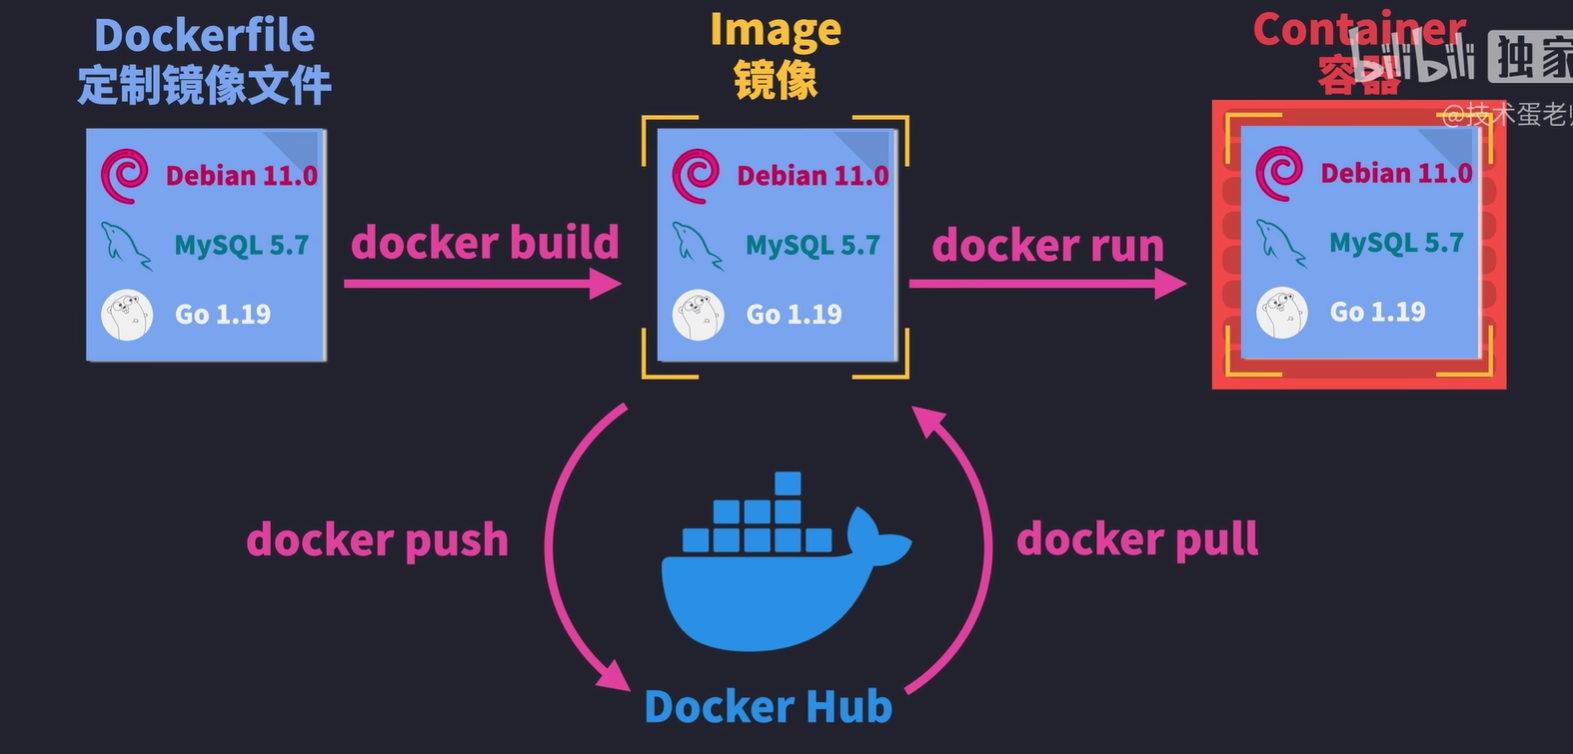 Dockerfile
定制镜像文件
Image
镜像
Container
容器
bilibili 独家
@技术蛋老师
Debian 11.0
MySQL 5.7
Go 1.19
docker build
Debian 11.0
MySQL 5.7
Go 1.19
docker run
Debian 11.0
MySQL 5.7
Go 1.19
docker push
docker pull
Docker Hub